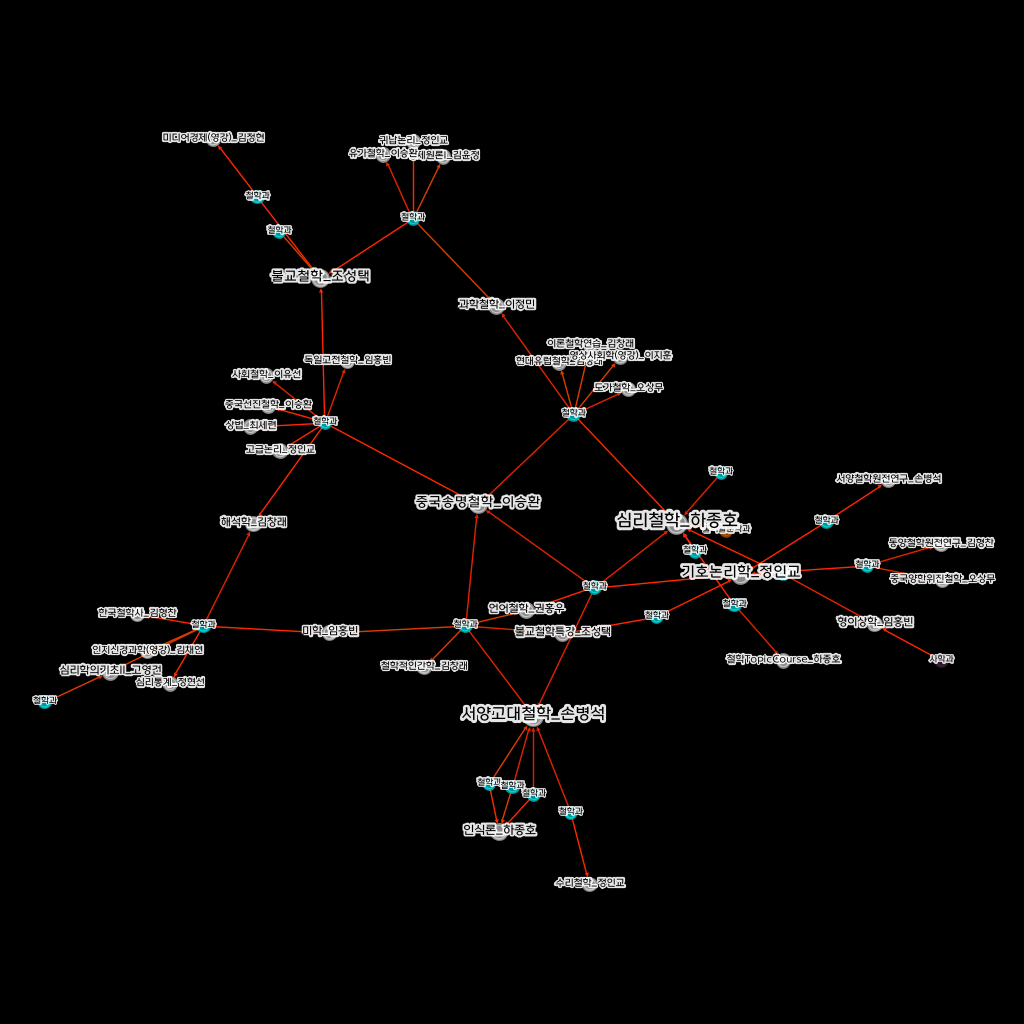 미디어경제(영강)_김정현
귀납논리_정인교
유가철학_이승환
제원론I_김윤정
철학과
철학과
철학과
불교철학_조성택
과학철학_이정민
이론철학연습_김창래
영상사회학(영강)_이지훈
현대유럽철학
독일고전철학_임홍빈
사회철학_이유선
도가철학_오상무
중국선진철학_이승환
철학과
철학과
상법_최세련
고급논리_정인교
철학과
서양철학원전연구_손병석
중국송명철학_이승환
심리철학_하종호
해석학_김창래
철학과
동양철학원전연구_김형찬
철학과
철학과
기호논리학_정인교
중국유한위진철학_오상무
철학과
철학과
언어철학_권홍우
한국철학사_김형찬
철학과
형이상학_임홍빈
철학과
미학_임홍빈
철학과
불교철학특강_조성택
인지신경과학(영강)_김채연
철학TopicCourse_하종호
사학과
철학적인간학_김창래
심리학의기초II_고영건
심리통계_정현선
철학과
서양고대철학_손병석
철학과
철학과
철학과
철학과
인식론_하종호
수리철학_정인교